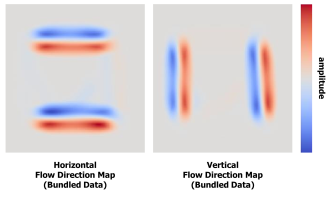 amplitude
Horizontal
Flow Direction Map
(Bundled Data)
Vertical
Flow Direction Map
(Bundled Data)